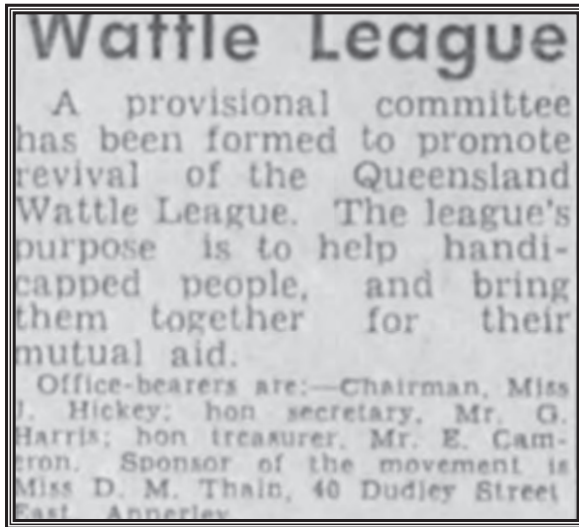 Wattle League
A provisional committee
has been formed to promote
revival of the Queensland
Wattle League. The league's
purpose is to help handi-
capped people, and bring
them together for their
mutual aid.
Office-bearers are:—Chairman, Miss
J. Hickey; hon secretary, Mr. G.
Harris; hon treasurer, Mr. E. Cam-
eron. Sponsor of the movement is
Miss D. M. Thain, 40 Dudley Street
East, Annerley